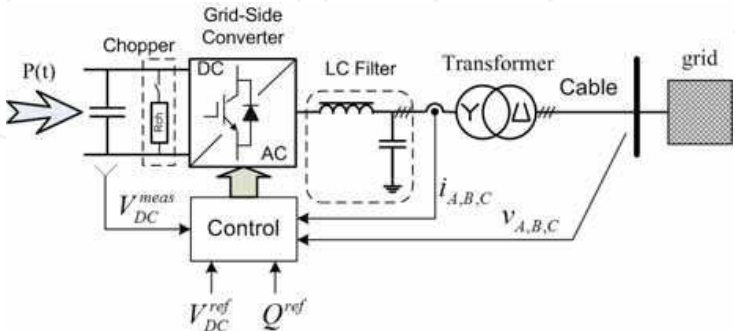 Grid-Side
Converter
Chopper
P(t)
DC
Rch
AC
LC Filter
Transformer
Y
Δ
Cable
grid
V_DC^meas
Control
i_A,B,C
v_A,B,C
V_DC^ref
Q^ref